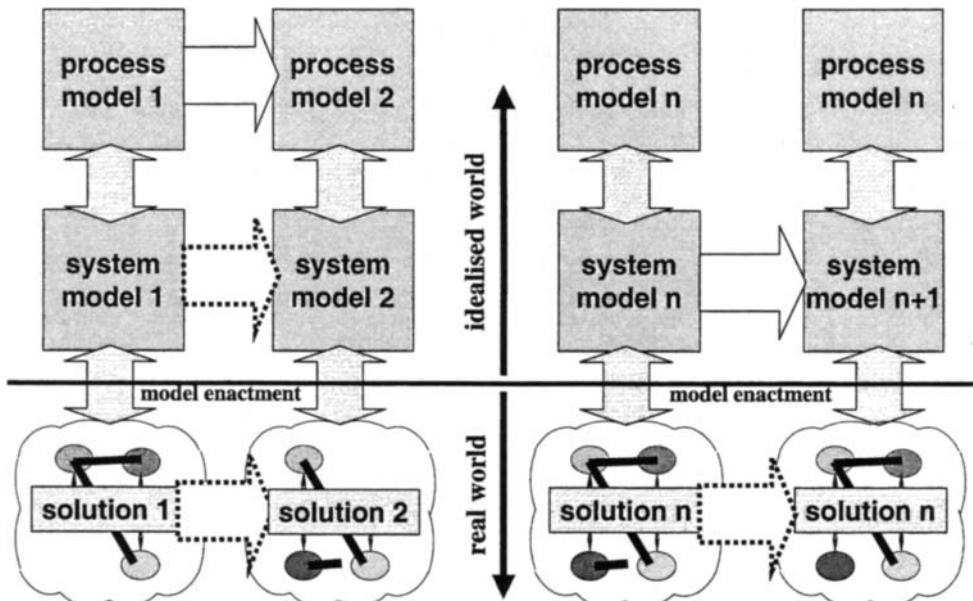 process
model 1
process
model 2
process
model n
process
model n
idealised world
system
model 1
system
model 2
system
model n
system
model n+1
model enactment
model enactment
real world
solution 1
solution 2
solution n
solution n